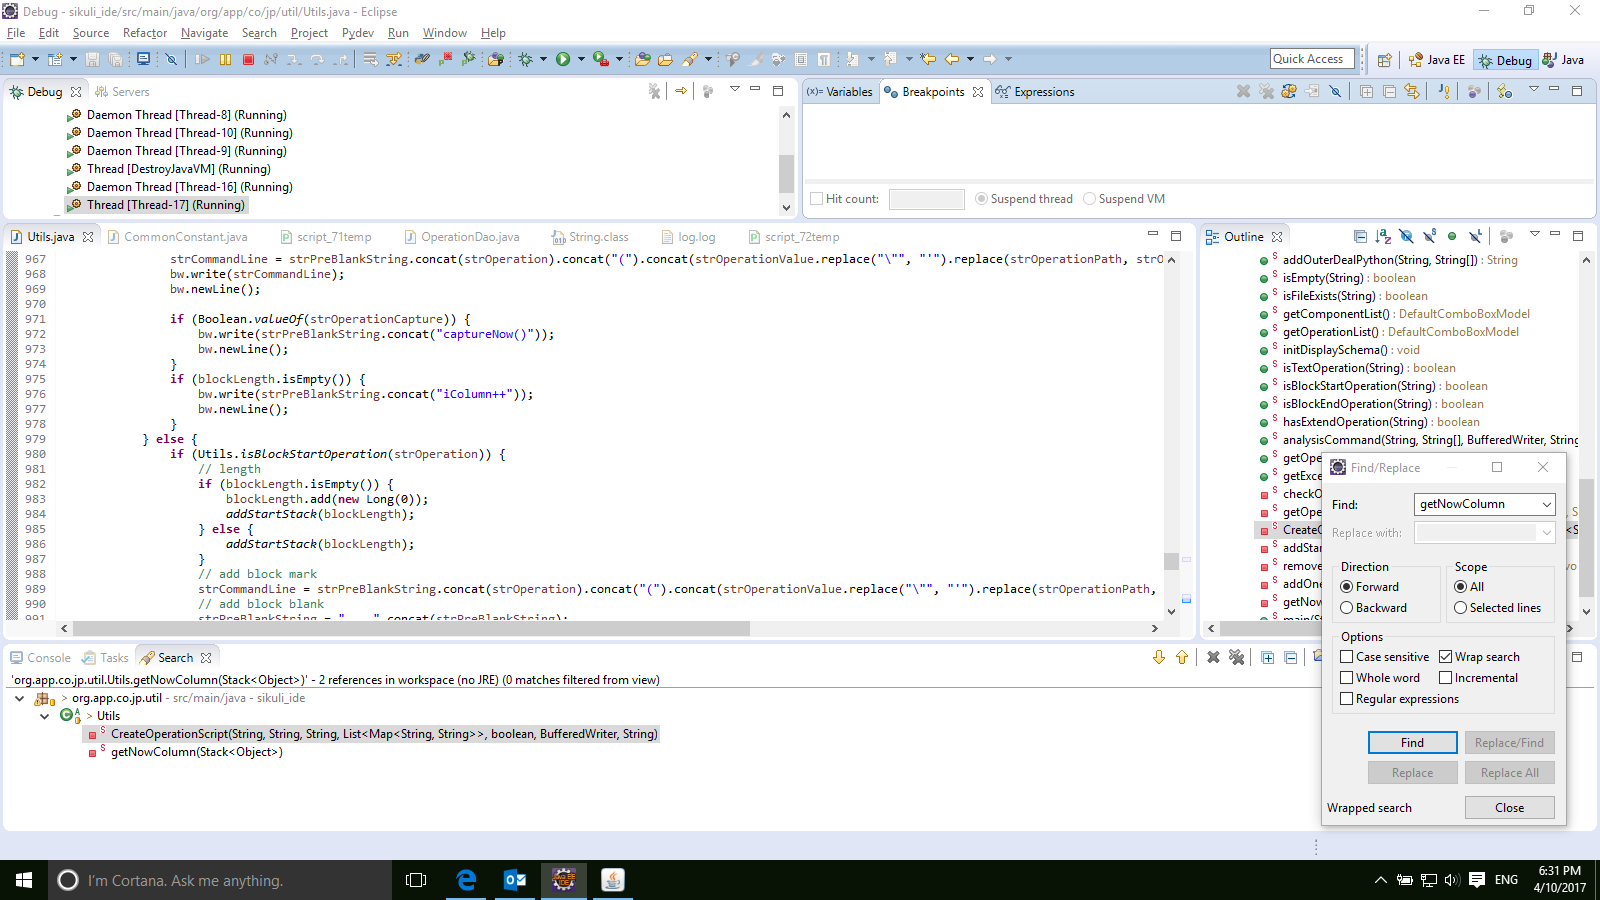 Debug - sikuli_ide/src/main/java/org/app/co/jp/util/Utils.java - Eclipse
File Edit Source Refactor Navigate Search Project Pydev Run Window Help
Quick Access Java EE Debug Java
Debug Servers
Daemon Thread [Thread-8] (Running)
Daemon Thread [Thread-10] (Running)
Daemon Thread [Thread-9] (Running)
Thread [DestroyJavaVM] (Running)
Daemon Thread [Thread-16] (Running)
Thread [Thread-17] (Running)
(x)= Variables Breakpoints Expressions
Hit count: Suspend thread Suspend VM
Utils.java CommonConstant.java script_71temp OperationDao.java String.class log.log script_72temp
967 strCommandLine = strPreBlankString.concat(strOperation).concat("(").concat(strOperationValue.replace("\"", "'").replace(strOperationPath, strO
968 bw.write(strCommandLine);
969 bw.newLine();
970
971 if (Boolean.valueOf(strOperationCapture)) {
972 bw.write(strPreBlankString.concat("captureNow()"));
973 bw.newLine();
974 }
975 if (blockLength.isEmpty()) {
976 bw.write(strPreBlankString.concat("iColumn++"));
977 bw.newLine();
978 }
979 } else {
980 if (Utils.isBlockStartOperation(strOperation)) {
981 // length
982 if (blockLength.isEmpty()) {
983 blockLength.add(new Long(0));
984 addStartStack(blockLength);
985 } else {
986 addStartStack(blockLength);
987 }
988 // add block mark
989 strCommandLine = strPreBlankString.concat(strOperation).concat("(").concat(strOperationValue.replace("\"", "'").replace(strOperationPath,
990 // add block blank
991 strPreBlankString = "    ".concat(strPreBlankString);
Outline
addOuterDealPython(String, String[]) : String
isEmpty(String) : boolean
isFileExists(String) : boolean
getComponentList() : DefaultComboBoxModel
getOperationList() : DefaultComboBoxModel
initDisplaySchema() : void
isTextOperation(String) : boolean
isBlockStartOperation(String) : boolean
isBlockEndOperation(String) : boolean
hasExtendOperation(String) : boolean
analysisCommand(String, String[], BufferedWriter, String
getOpe
getExce
checkO
getOpe
CreateO
addStar
remove
addOne
getNow
main(St
Find/Replace
Find: getNowColumn
Replace with:
Direction Scope
Forward All
Backward Selected lines
Options
Case sensitive Wrap search
Whole word Incremental
Regular expressions
Find Replace/Find
Replace Replace All
Wrapped search Close
Console Tasks Search
'org.app.co.jp.util.Utils.getNowColumn(Stack<Object>)' - 2 references in workspace (no JRE) (0 matches filtered from view)
> org.app.co.jp.util - src/main/java - sikuli_ide
> Utils
CreateOperationScript(String, String, String, List<Map<String, String>>, boolean, BufferedWriter, String)
getNowColumn(Stack<Object>)
I'm Cortana. Ask me anything.
ENG
6:31 PM
4/10/2017